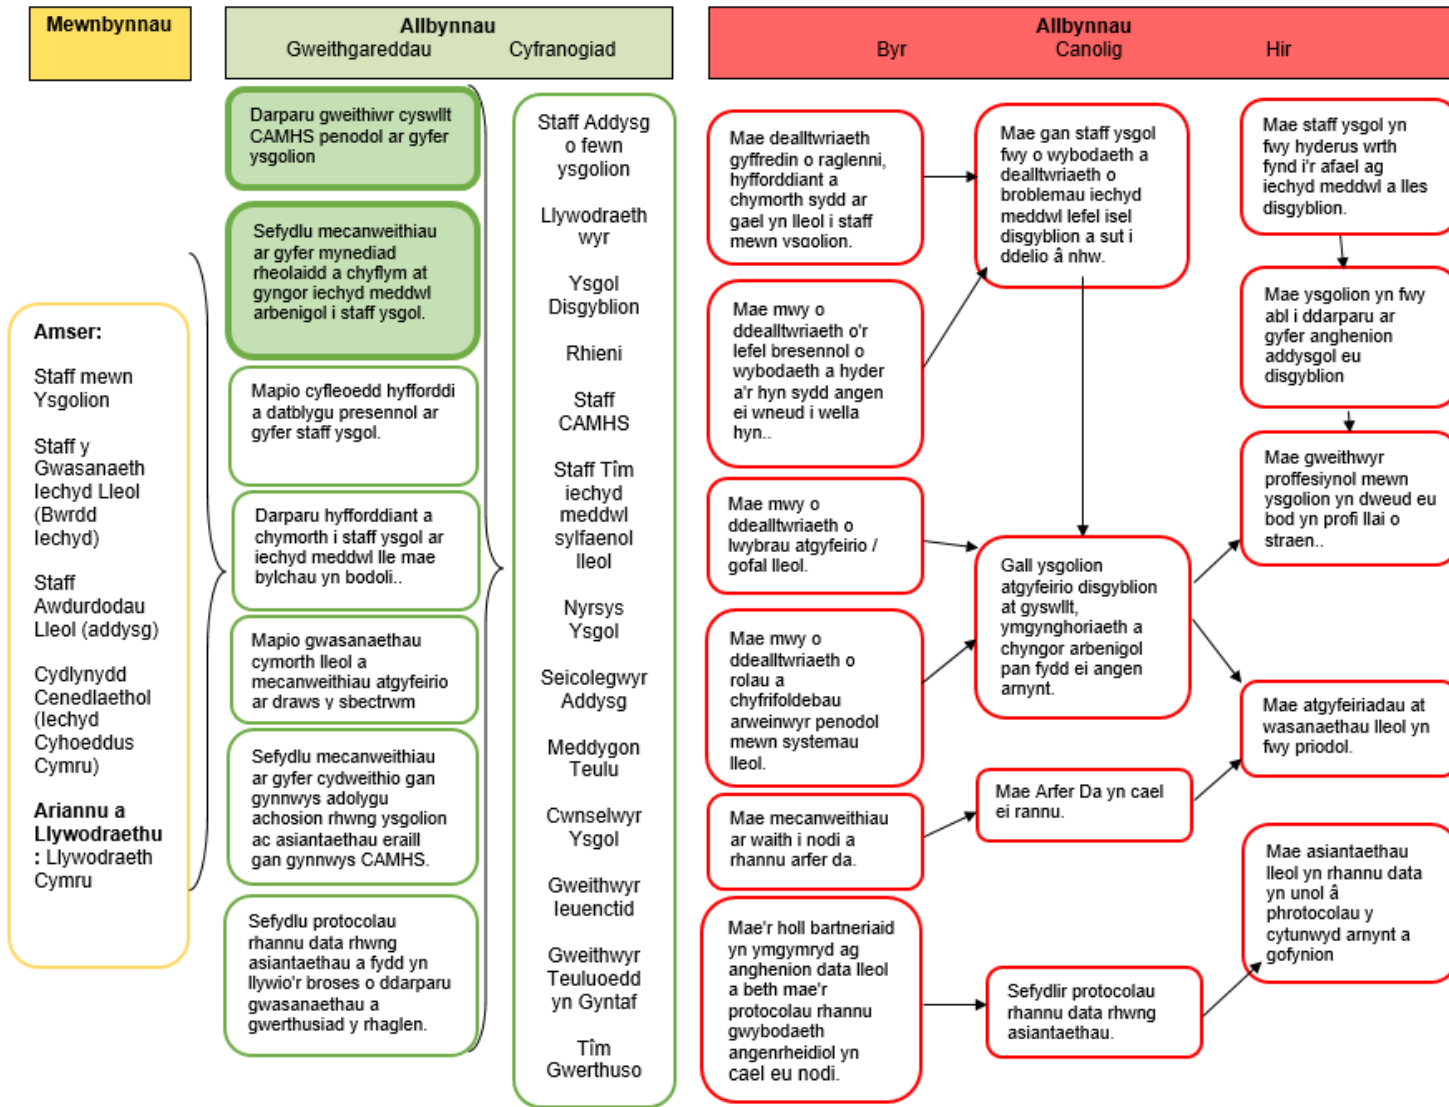 Mewnbynnau
Allbynnau
Gweithgareddau
Cyfranogiad
Allbynnau
Byr
Canolig
Hir
Amser:
Staff mewn
Ysgolion
Staff y
Gwasanaeth
Iechyd Lleol
(Bwrdd
Iechyd)
Staff
Awdurdodau
Lleol (addysg)
Cydlynydd
Cenedlaethol
(Iechyd
Cyhoeddus
Cymru)
Ariannu a
Llywodraethu
: Llywodraeth
Cymru
Darparu gweithiwr cyswllt
CAMHS penodol ar gyfer
ysgolion
Sefydlu mecanweithiau
ar gyfer mynediad
rheolaidd a chyflym at
gyngor iechyd meddwl
arbenigol i staff ysgol.
Mapio cyfleoedd hyfforddi
a datblygu presennol ar
gyfer staff ysgol.
Darparu hyfforddiant a
chymorth i staff ysgol ar
iechyd meddwl lle mae
bylchau yn bodoli..
Mapio gwasanaethau
cymorth lleol a
mecanweithiau atgyfeirio
ar draws y sbectrwm
Sefydlu mecanweithiau
ar gyfer cydweithio gan
gynnwys adolygu
achosion rhwng ysgolion
ac asiantaethau eraill
gan gynnwys CAMHS.
Sefydlu protocolau
rhannu data rhwng
asiantaethau a fydd yn
llywio'r broses o ddarparu
gwasanaethau a
gwerthusiad y rhaglen.
Staff Addysg
o fewn
ysgolion
Llywodraeth
wyr
Ysgol
Disgyblion
Rhieni
Staff
CAMHS
Staff Tîm
iechyd
meddwl
sylfaenol
lleol
Nyrsys
Ysgol
Seicolegwyr
Addysg
Meddygon
Teulu
Cwnselwyr
Ysgol
Gweithwyr
Ieuenctid
Gweithwyr
Teuluoedd
yn Gyntaf
Tîm
Gwerthuso
Mae dealltwriaeth
gyffredin o raglenni,
hyfforddiant a
chymorth sydd ar
gael yn lleol i staff
mewn ysgolion.
Mae mwy o
ddealltwriaeth o'r
lefel bresennol o
wybodaeth a hyder
a'r hyn sydd angen
ei wneud i wella
hyn..
Mae mwy o
ddealltwriaeth o
lwybrau atgyfeirio /
gofal lleol.
Mae mwy o
ddealltwriaeth o
rolau a
chyfrifoldebau
arweinwyr penodol
mewn systemau
lleol.
Mae mecanweithiau
ar waith i nodi a
rhannu arfer da.
Mae'r holl bartneriaid
yn ymgymryd ag
anghenion data lleol
a beth mae'r
protocolau rhannu
gwybodaeth
angenrheidiol yn
cael eu nodi.
Mae gan staff ysgol
fwy o wybodaeth a
dealltwriaeth o
broblemau iechyd
meddwl lefel isel
disgyblion a sut i
ddelio â nhw.
Gall ysgolion
atgyfeirio disgyblion
at gyswllt,
ymgynghoriaeth a
chyngor arbenigol
pan fydd ei angen
arnynt.
Mae Arfer Da yn cael
ei rannu.
Sefydlir protocolau
rhannu data rhwng
asiantaethau.
Mae staff ysgol yn
fwy hyderus wrth
fynd i'r afael ag
iechyd meddwl a lles
disgyblion.
Mae ysgolion yn fwy
abl i ddarparu ar
gyfer anghenion
addysgol eu
disgyblion
Mae gweithwyr
proffesiynol mewn
ysgolion yn dweud eu
bod yn profi llai o
straen..
Mae atgyfeiriadau at
wasanaethau lleol yn
fwy priodol.
Mae asiantaethau
lleol yn rhannu data
yn unol â
phrotocolau y
cytunwyd arnynt a
gofynion